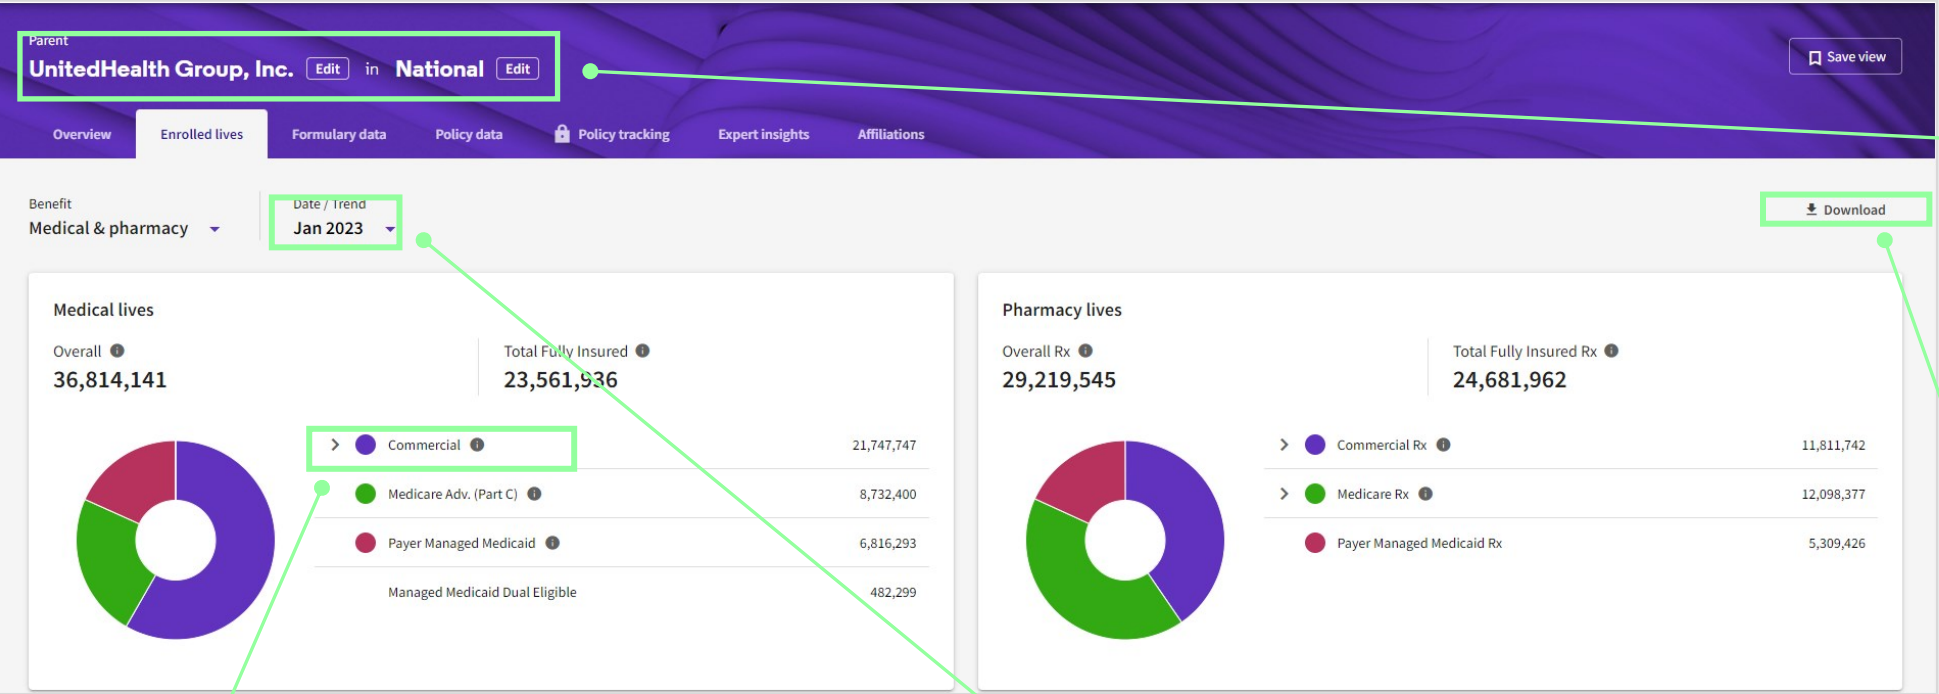 Parent
UnitedHealth Group, Inc. Edit in National Edit
Save view
Overview Enrolled lives Formulary data Policy data Policy tracking Expert insights Affiliations
Benefit
Medical & pharmacy
Date / Trend
Jan 2023
Download
Medical lives
Overall
36,814,141
Total Fully Insured
23,561,936
Commercial 21,747,747
Medicare Adv. (Part C) 8,732,400
Payer Managed Medicaid 6,816,293
Managed Medicaid Dual Eligible 482,299
Pharmacy lives
Overall Rx
29,219,545
Total Fully Insured Rx
24,681,962
Commercial Rx 11,811,742
Medicare Rx 12,098,377
Payer Managed Medicaid Rx 5,309,426